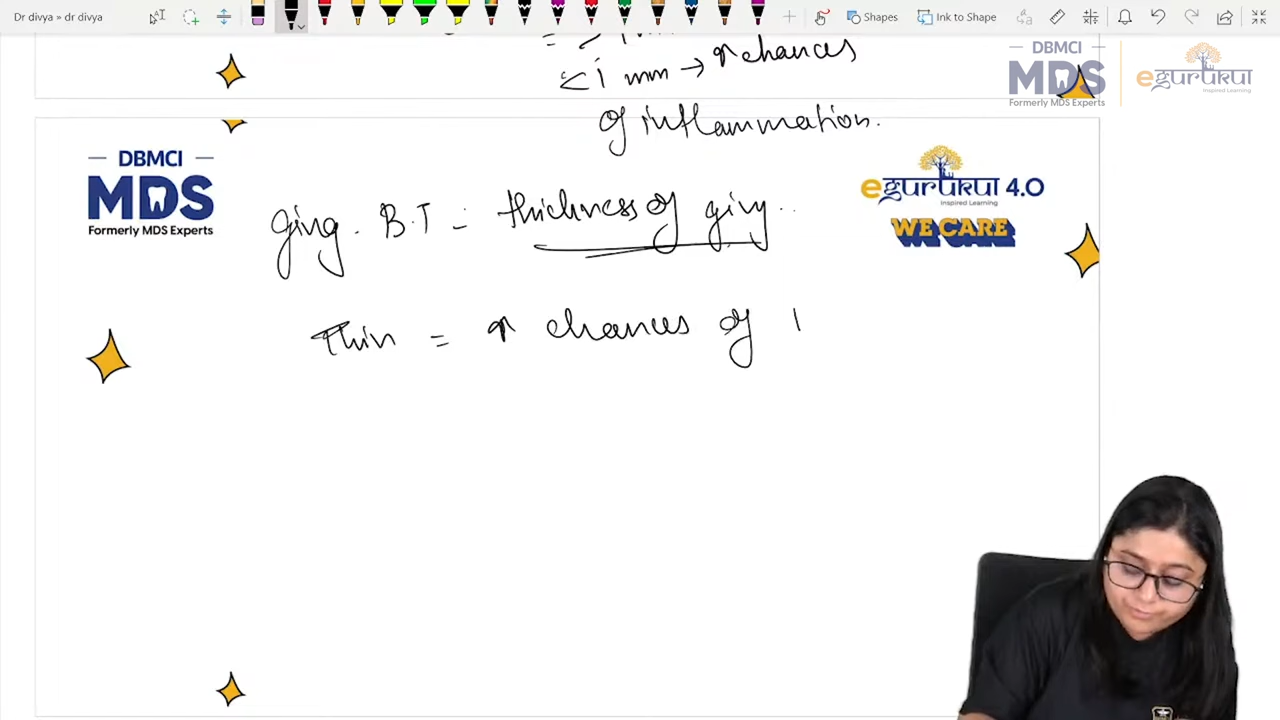 Dr divya » dr divya
Shapes
Ink to Shape
< 1 mm → ↑ chances
of inflammation.
DBMCI
MDS
Formerly MDS Experts
egurukul
Inspired Learning
DBMCI
MDS
Formerly MDS Experts
Ging. B.T = thickness of ging..
egurukul 4.0
Inspired Learning
WE CARE
Thin = ↑ chances of